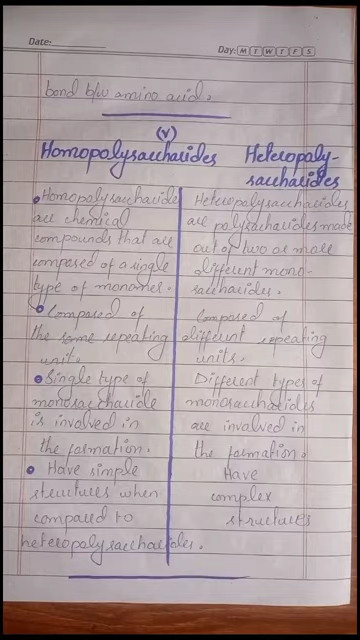 Date:
Day: M T W T F S
bond b/w amino acid.
(v)
Homopolysaccharides
Homopolysaccharide
are chemical
compounds that are
composed of a single
type of monomer.
Composed of
the same repeating
units.
Single type of
monosaccharide
is involved in
the formation.
Have simple
structures when
compared to
heteropolysaccharides.
Heteropoly-
saccharides
Heteropolysaccharides
are polysaccharides made
out of two or more
different mono-
saccharides.
Composed of
different repeating
units.
Different types of
monosaccharides
are involved in
the formation.
Have
complex
structures